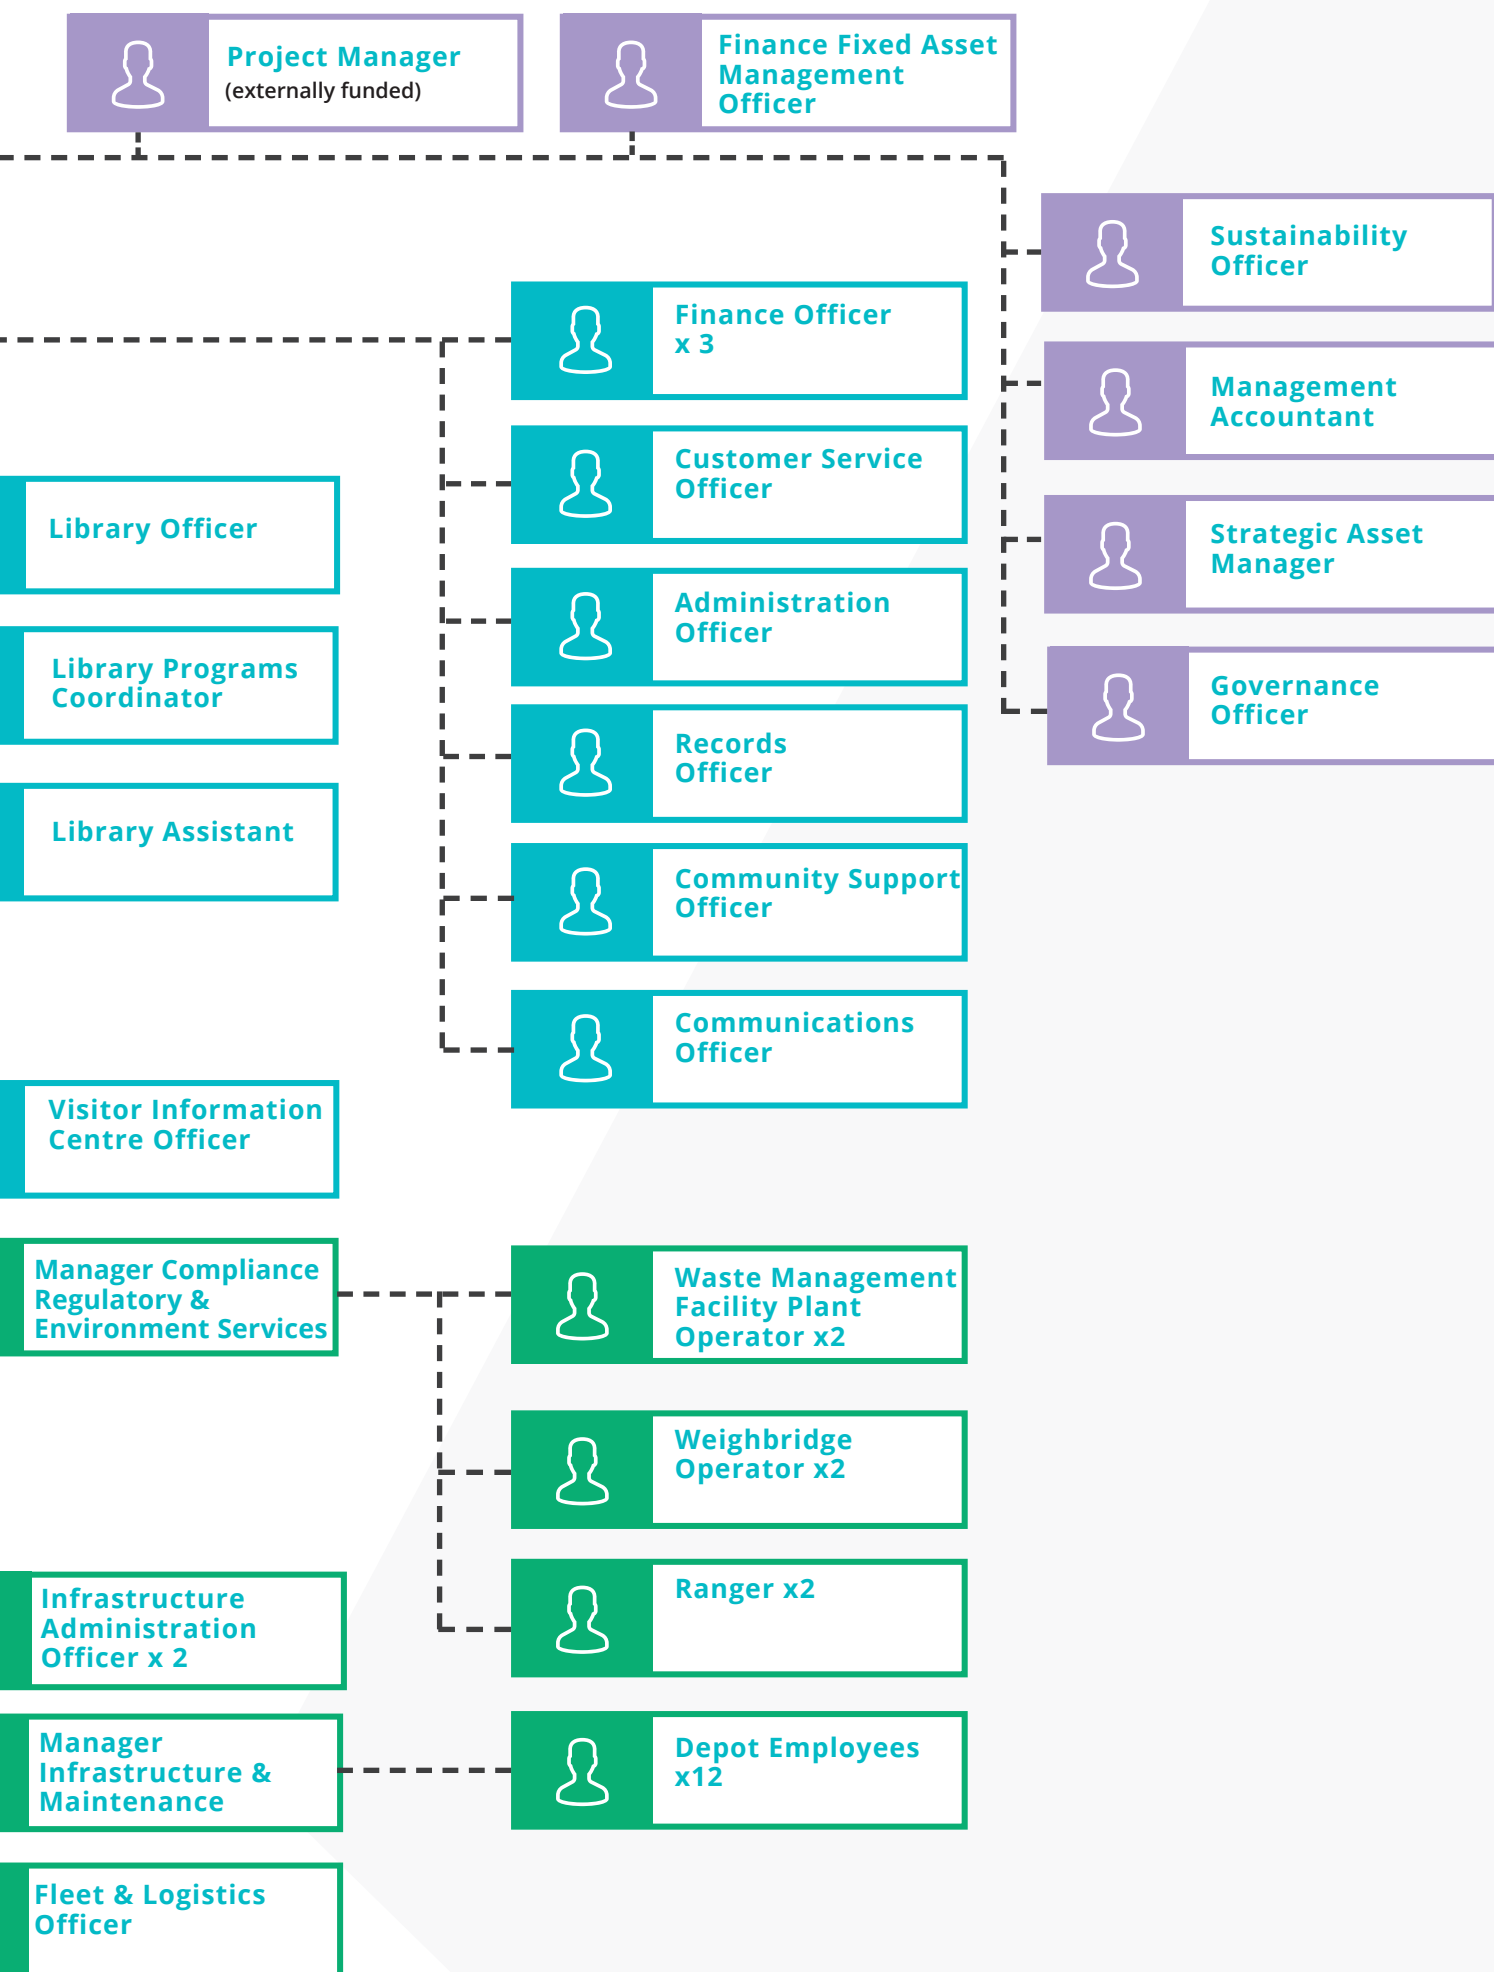 Project Manager
(externally funded)
Finance Fixed Asset
Management
Officer
Sustainability
Officer
Management
Accountant
Strategic Asset
Manager
Governance
Officer
Finance Officer
x 3
Customer Service
Officer
Administration
Officer
Records
Officer
Community Support
Officer
Communications
Officer
Library Officer
Library Programs
Coordinator
Library Assistant
Visitor Information
Centre Officer
Manager Compliance
Regulatory &
Environment Services
Waste Management
Facility Plant
Operator x2
Weighbridge
Operator x2
Ranger x2
Infrastructure
Administration
Officer x 2
Manager
Infrastructure &
Maintenance
Depot Employees
x12
Fleet & Logistics
Officer